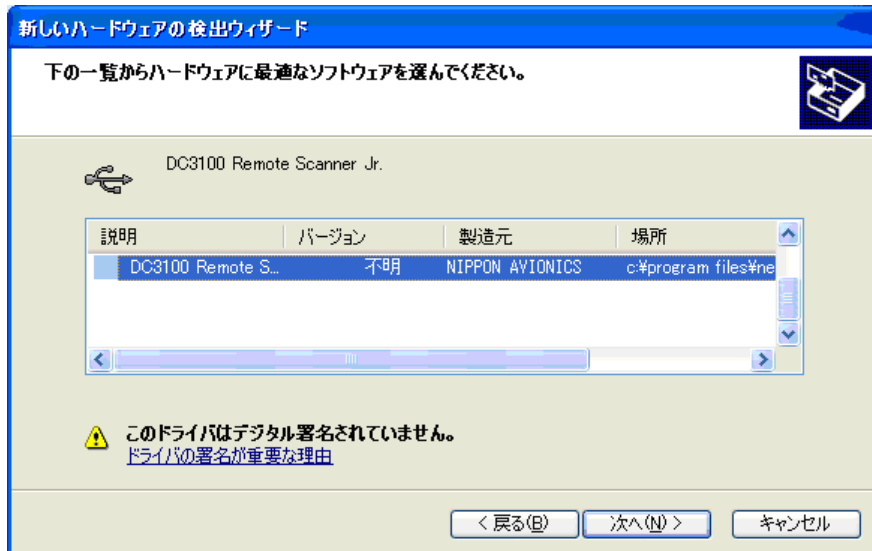 新しいハードウェアの検出ウィザード
下の一覧からハードウェアに最適なソフトウェアを選んでください。
DC3100 Remote Scanner Jr.
説明 バージョン 製造元 場所
DC3100 Remote S... 不明 NIPPON AVIONICS c:¥program files¥ne
このドライバはデジタル署名されていません。
ドライバの署名が重要な理由
< 戻る(B) 次へ(N) > キャンセル